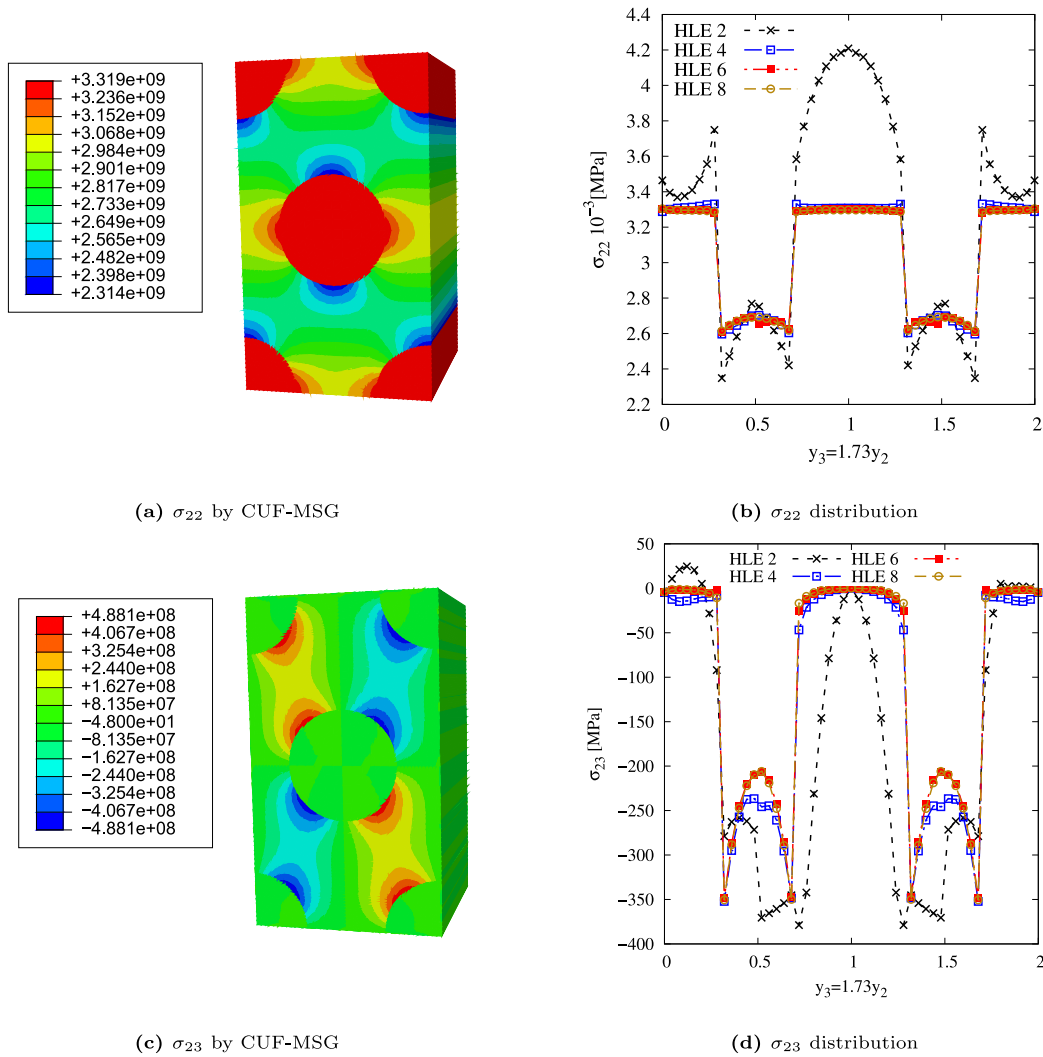 +3.319e+09
+3.236e+09
+3.152e+09
+3.068e+09
+2.984e+09
+2.901e+09
+2.817e+09
+2.733e+09
+2.649e+09
+2.565e+09
+2.482e+09
+2.398e+09
+2.314e+09
4.4
4.2
4
3.8
3.6
3.4
3.2
3
2.8
2.6
2.4
2.2
σ22 10−3 [MPa]
HLE 2
HLE 4
HLE 6
HLE 8
0 0.5 1 1.5 2
y3=1.73y2
(a) σ22 by CUF-MSG
(b) σ22 distribution
+4.881e+08
+4.067e+08
+3.254e+08
+2.440e+08
+1.627e+08
+8.135e+07
−4.800e+01
−8.135e+07
−1.627e+08
−2.440e+08
−3.254e+08
−4.067e+08
−4.881e+08
50
0
−50
−100
−150
−200
−250
−300
−350
−400
σ23 [MPa]
HLE 2 HLE 6
HLE 4 HLE 8
0 0.5 1 1.5 2
y3=1.73y2
(c) σ23 by CUF-MSG
(d) σ23 distribution